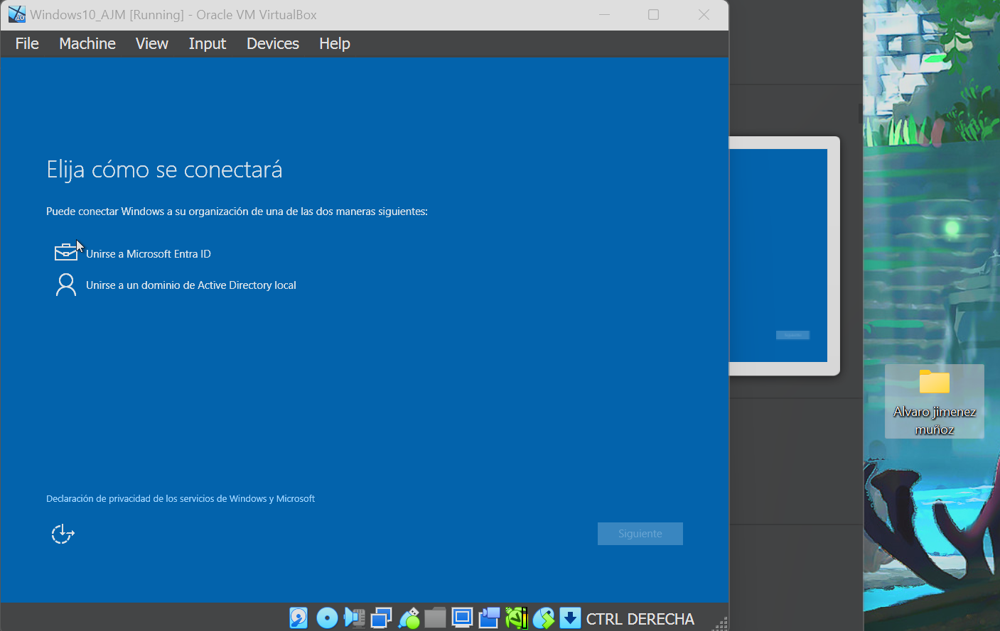 Windows10_AJM [Running] - Oracle VM VirtualBox
File Machine View Input Devices Help
Elija cómo se conectará
Puede conectar Windows a su organización de una de las dos maneras siguientes:
Unirse a Microsoft Entra ID
Unirse a un dominio de Active Directory local
Declaración de privacidad de los servicios de Windows y Microsoft
Siguiente
CTRL DERECHA
Alvaro jimenez
muñoz